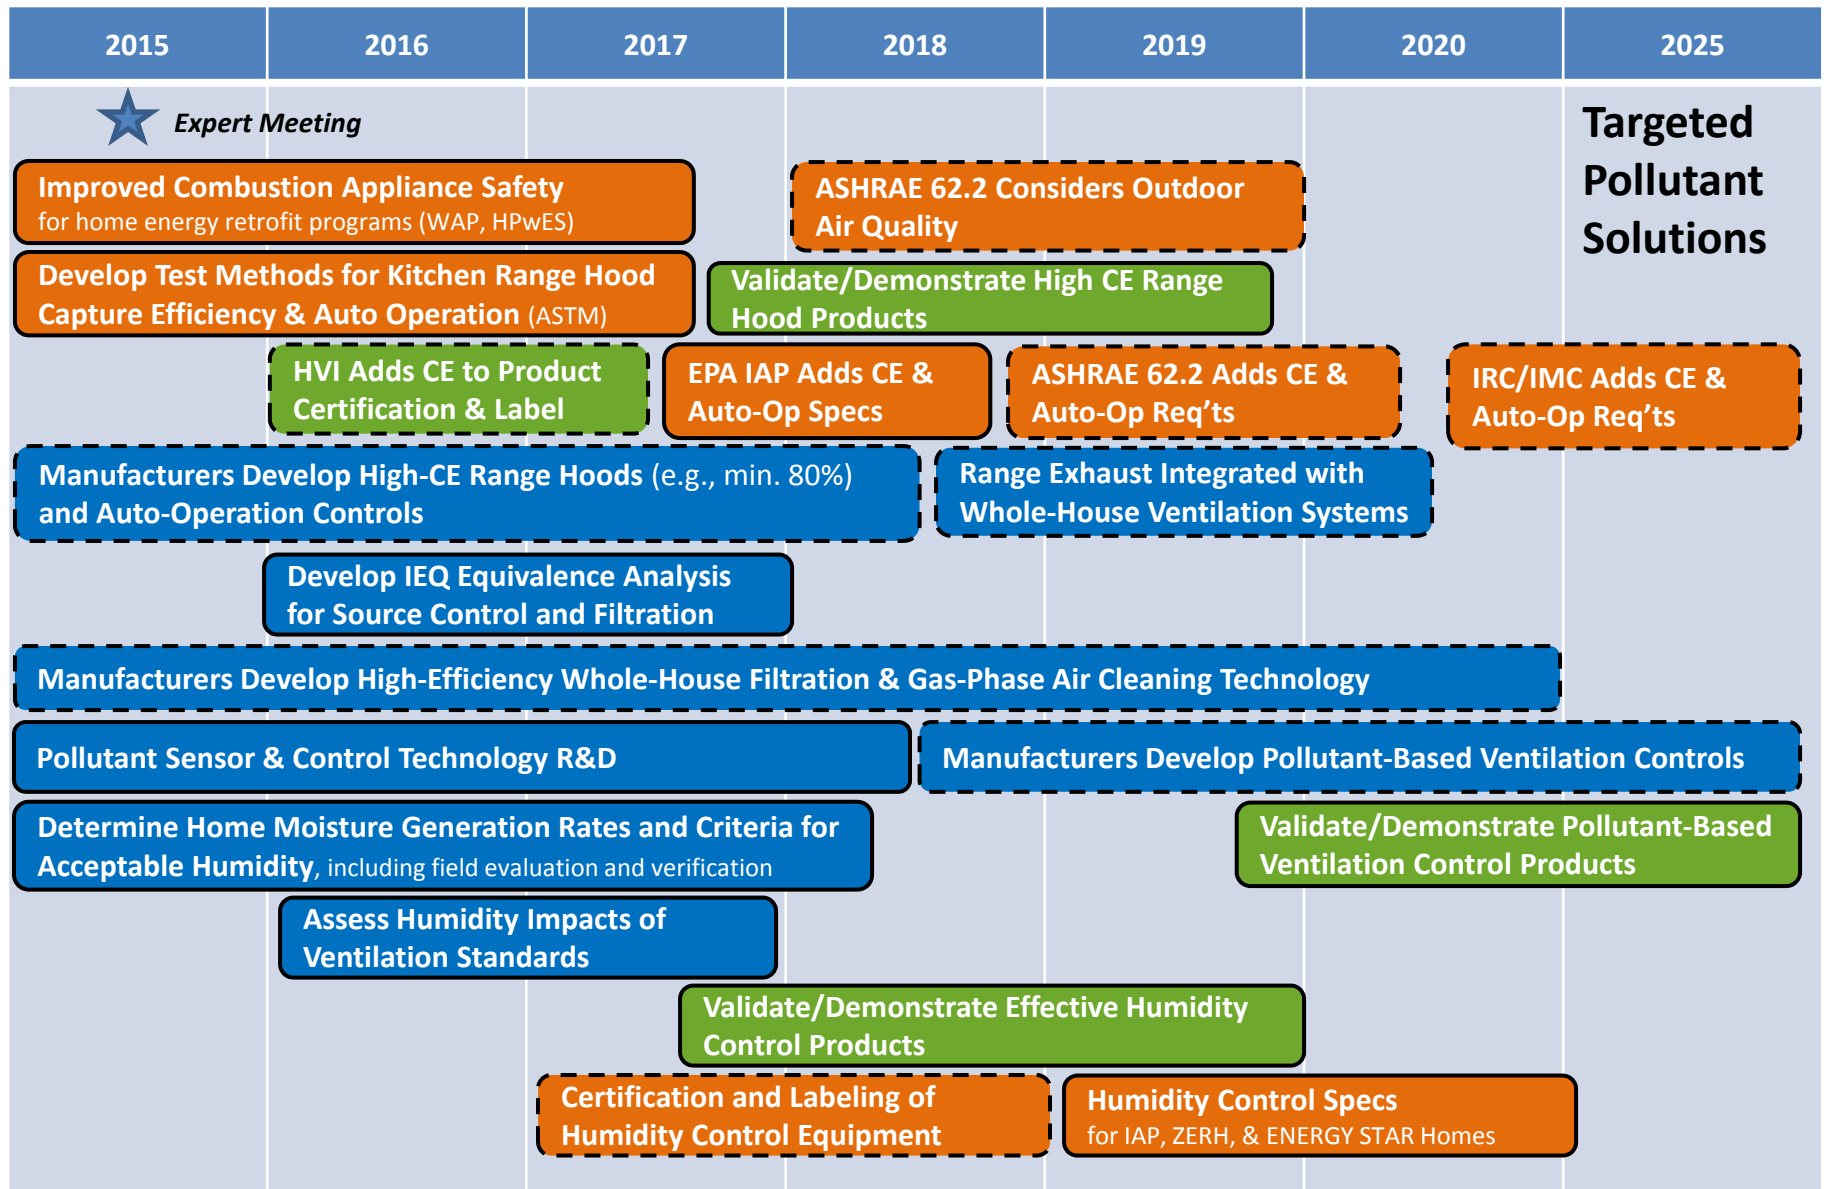 2015 2016 2017 2018 2019 2020 2025
Expert Meeting
Targeted
Pollutant
Solutions
Improved Combustion Appliance Safety
for home energy retrofit programs (WAP, HPwES)
ASHRAE 62.2 Considers Outdoor
Air Quality
Develop Test Methods for Kitchen Range Hood
Capture Efficiency & Auto Operation (ASTM)
Validate/Demonstrate High CE Range
Hood Products
HVI Adds CE to Product
Certification & Label
EPA IAP Adds CE &
Auto-Op Specs
ASHRAE 62.2 Adds CE &
Auto-Op Req'ts
IRC/IMC Adds CE &
Auto-Op Req'ts
Manufacturers Develop High-CE Range Hoods (e.g., min. 80%)
and Auto-Operation Controls
Range Exhaust Integrated with
Whole-House Ventilation Systems
Develop IEQ Equivalence Analysis
for Source Control and Filtration
Manufacturers Develop High-Efficiency Whole-House Filtration & Gas-Phase Air Cleaning Technology
Pollutant Sensor & Control Technology R&D
Manufacturers Develop Pollutant-Based Ventilation Controls
Determine Home Moisture Generation Rates and Criteria for
Acceptable Humidity, including field evaluation and verification
Validate/Demonstrate Pollutant-Based
Ventilation Control Products
Assess Humidity Impacts of
Ventilation Standards
Validate/Demonstrate Effective Humidity
Control Products
Certification and Labeling of
Humidity Control Equipment
Humidity Control Specs
for IAP, ZERH, & ENERGY STAR Homes